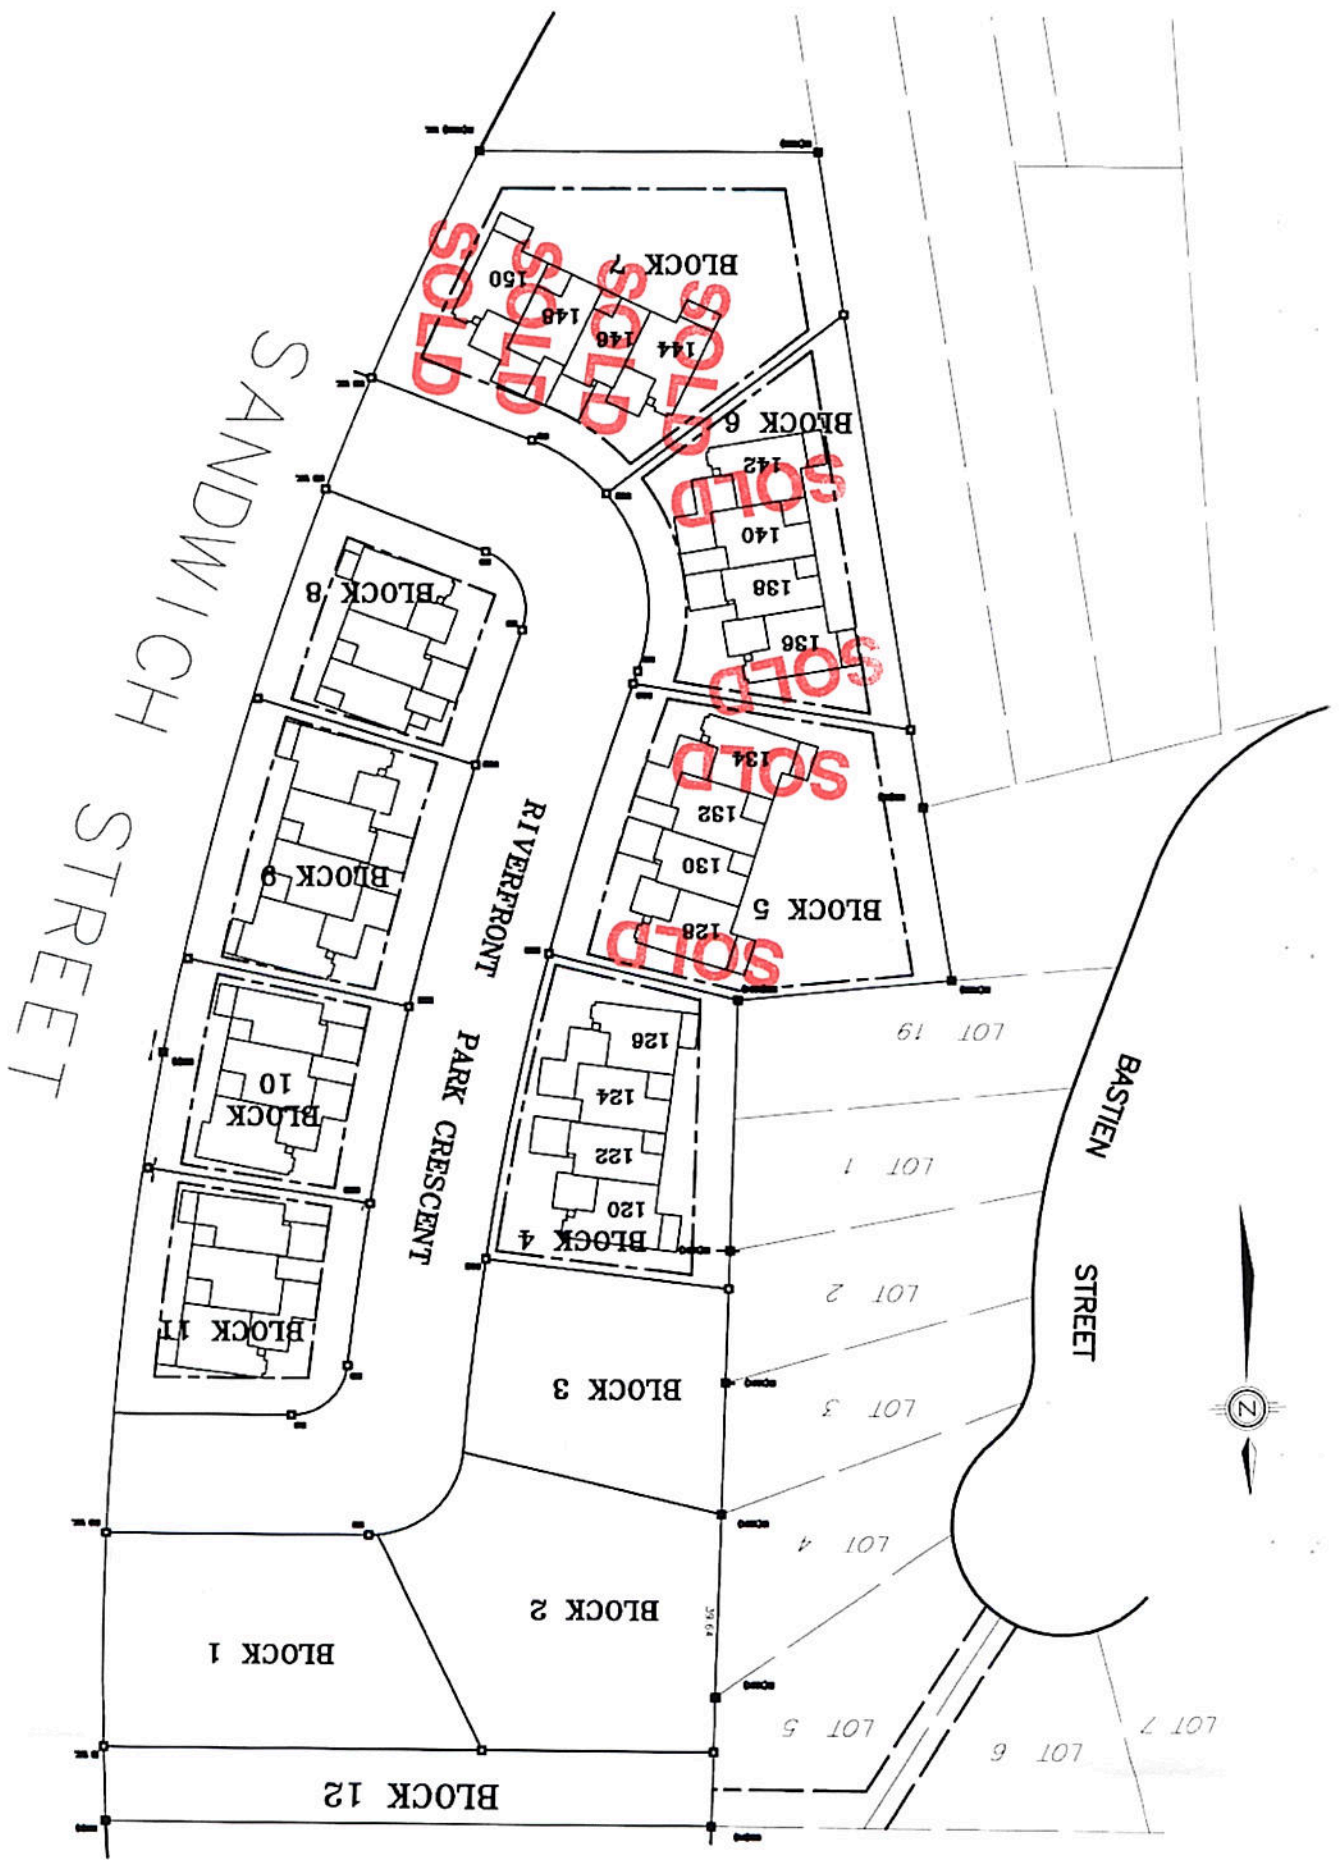 BLOCK 7
150
148
146
144
SOLD
SOLD
SOLD
SOLD
BLOCK 6
142
SOLD
140
138
136
SOLD
134
SOLD
132
130
128
SOLD
BLOCK 5
126
124
122
120
BLOCK 4
BLOCK 3
BLOCK 2
39.64
BLOCK 1
BLOCK 12
BLOCK 8
BLOCK 9
BLOCK
10
BLOCK 11
SANDWICH STREET
RIVERFRONT PARK CRESCENT
BASTIEN STREET
LOT 19
LOT 1
LOT 2
LOT 3
LOT 4
LOT 5
LOT 6
LOT 7
N